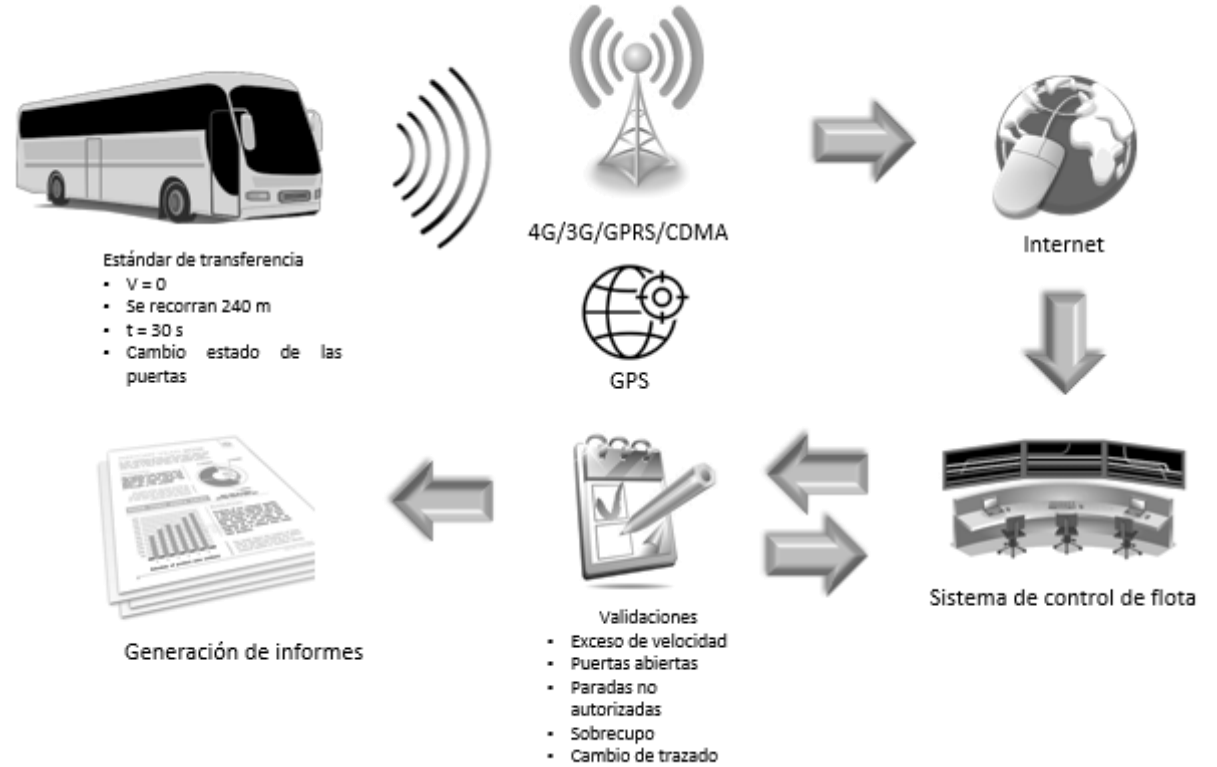 4G/3G/GPRS/CDMA
Internet
Estándar de transferencia
▪ V = 0
▪ Se recorran 240 m
▪ t = 30 s
▪ Cambio estado de las
puertas
GPS
Generación de informes
Validaciones
▪ Exceso de velocidad
▪ Puertas abiertas
▪ Paradas no
autorizadas
▪ Sobrecupo
▪ Cambio de trazado
Sistema de control de flota